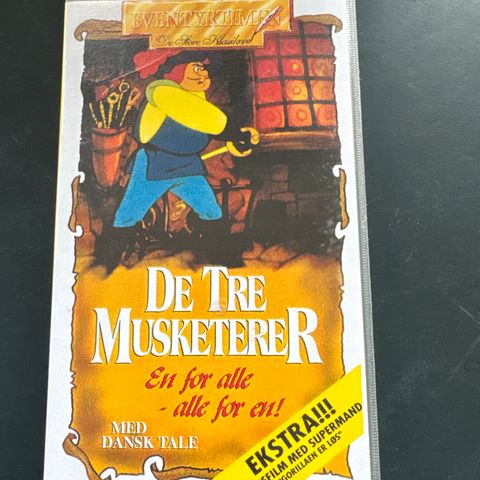 EVENTYRTIMEN
De Store Klassikere
DE TRE
MUSKETERER
En for alle
- alle for en!
MED
DANSK TALE
EKSTRA!!!
FILM MED SUPERMAND
GORILLAEN ER LØS"